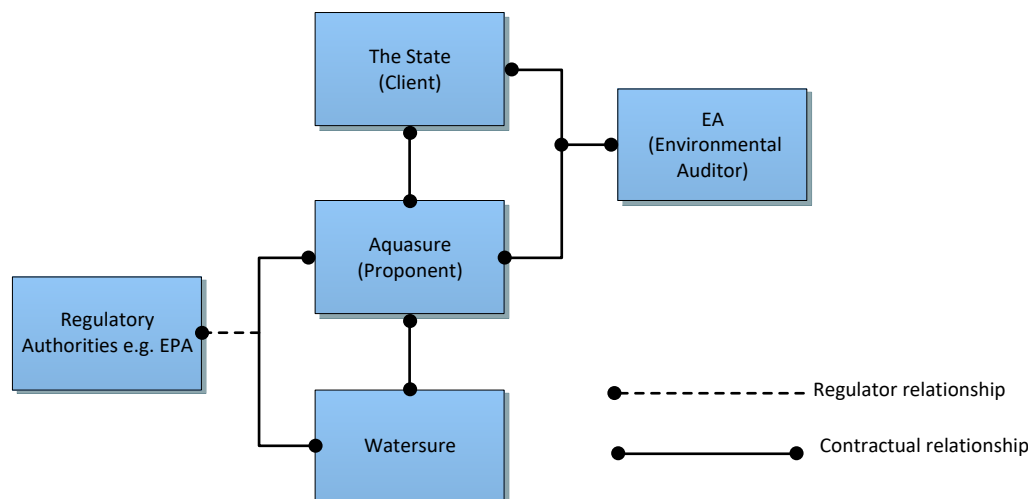 The State
(Client)
EA
(Environmental
Auditor)
Aquasure
(Proponent)
Regulatory
Authorities e.g. EPA
Watersure
Regulator relationship
Contractual relationship